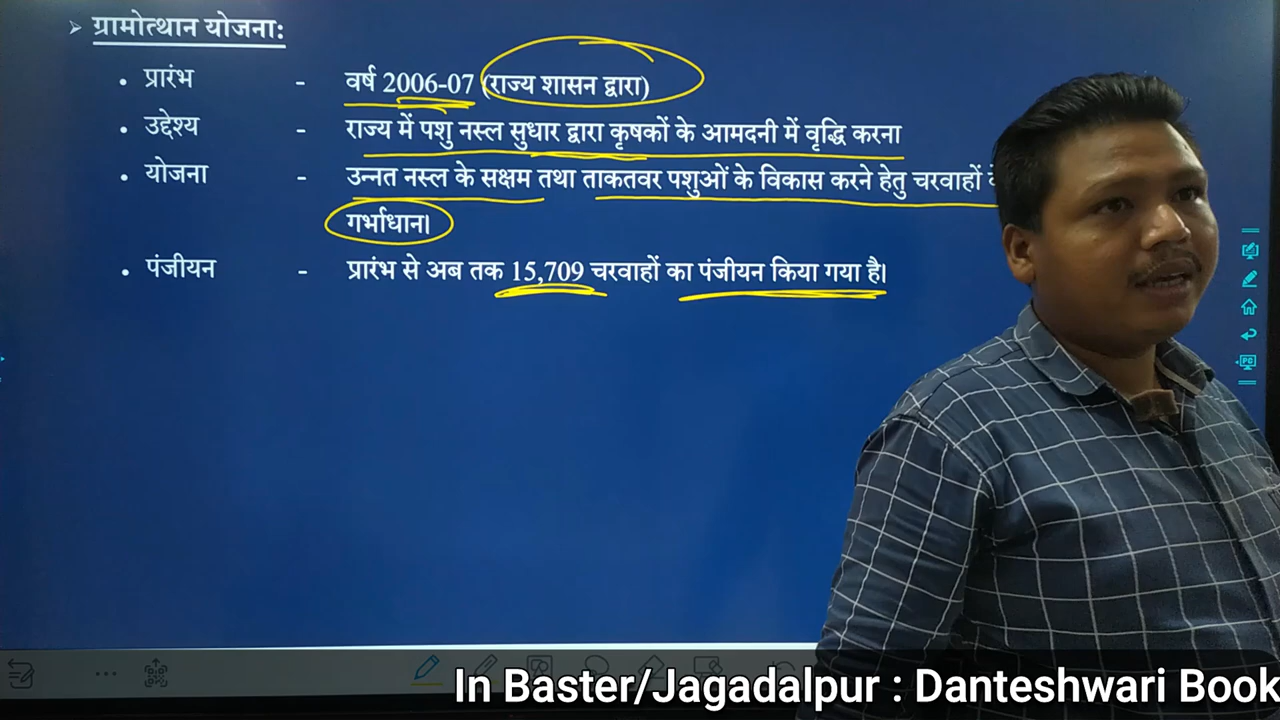 ➢ ग्रामोत्थान योजना:
• प्रारंभ - वर्ष 2006-07 (राज्य शासन द्वारा)
• उद्देश्य - राज्य में पशु नस्ल सुधार द्वारा कृषकों के आमदनी में वृद्धि करना
• योजना - उन्नत नस्ल के सक्षम तथा ताकतवर पशुओं के विकास करने हेतु चरवाहों
गर्भाधान।
• पंजीयन - प्रारंभ से अब तक 15,709 चरवाहों का पंजीयन किया गया है।
PC
In Baster/Jagadalpur : Danteshwari Book